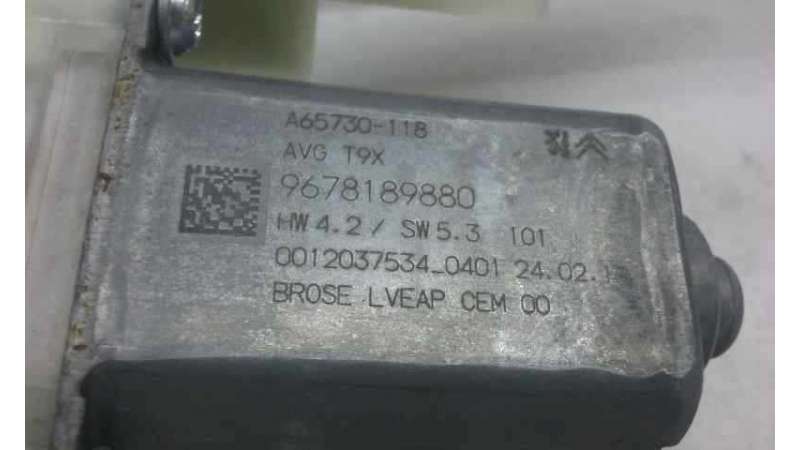 A65730-118
AVG T9X
9678189880
HW 4.2 / SW 5.3 101
0012037534_0401 24.02.1
BROSE LVEAP CEM 00